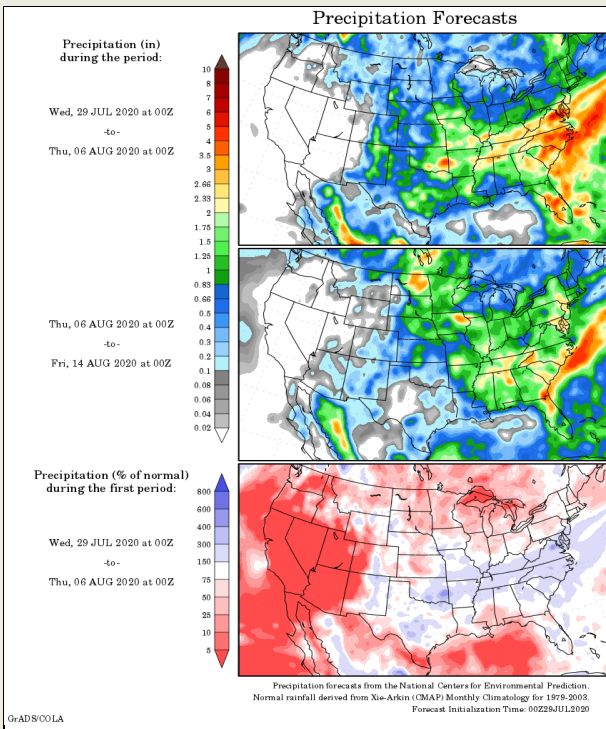 Precipitation Forecasts
Precipitation (in)
during the period:
Wed, 29 JUL 2020 at 00Z
-to-
Thu, 06 AUG 2020 at 00Z
10
8
7
6
5
4
3.5
3
2.66
2.33
2
1.75
1.5
1.25
1
0.83
0.66
0.5
0.4
0.3
0.2
0.1
0.08
0.06
0.04
0.02
Thu, 06 AUG 2020 at 00Z
-to-
Fri, 14 AUG 2020 at 00Z
Precipitation (% of normal)
during the first period:
Wed, 29 JUL 2020 at 00Z
-to-
Thu, 06 AUG 2020 at 00Z
800
600
400
300
150
75
50
25
10
5
Precipitation forecasts from the National Centers for Environmental Prediction.
Normal rainfall derived from Xie-Arkin (CMAP) Monthly Climatology for 1979-2003.
Forecast Initialization Time: 00Z29JUL2020
GrADS/COLA